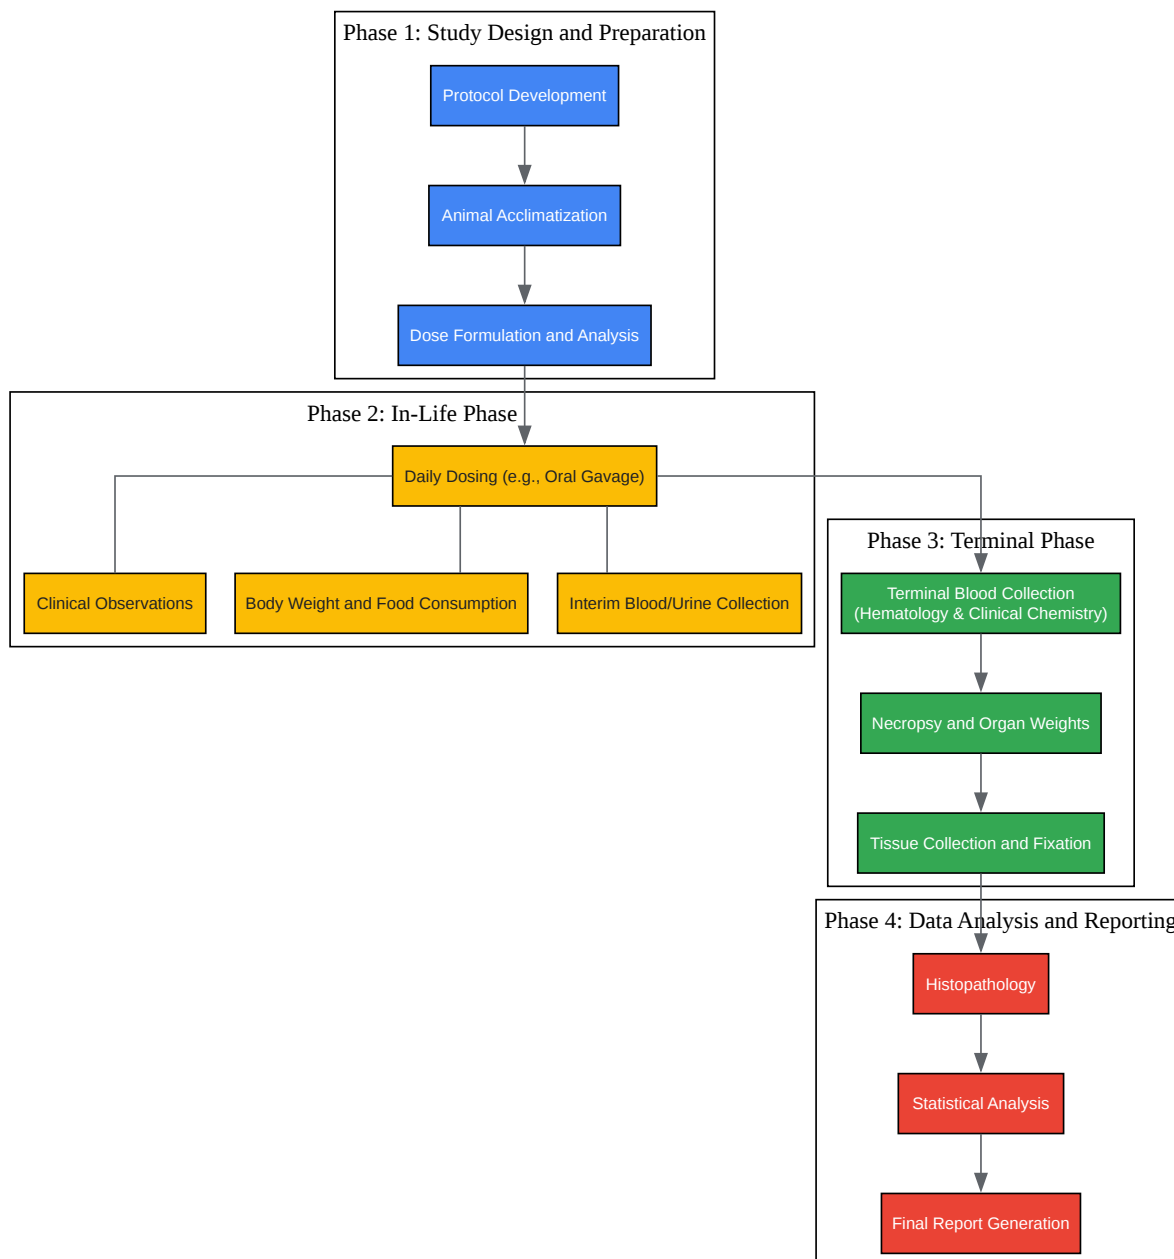 Phase 1: Study Design and Preparation
Protocol Development
Animal Acclimatization
Dose Formulation and Analysis
Phase 2: In-Life Phase
Daily Dosing (e.g., Oral Gavage)
Clinical Observations
Body Weight and Food Consumption
Interim Blood/Urine Collection
Phase 3: Terminal Phase
Terminal Blood Collection
(Hematology & Clinical Chemistry)
Necropsy and Organ Weights
Tissue Collection and Fixation
Phase 4: Data Analysis and Reporting
Histopathology
Statistical Analysis
Final Report Generation